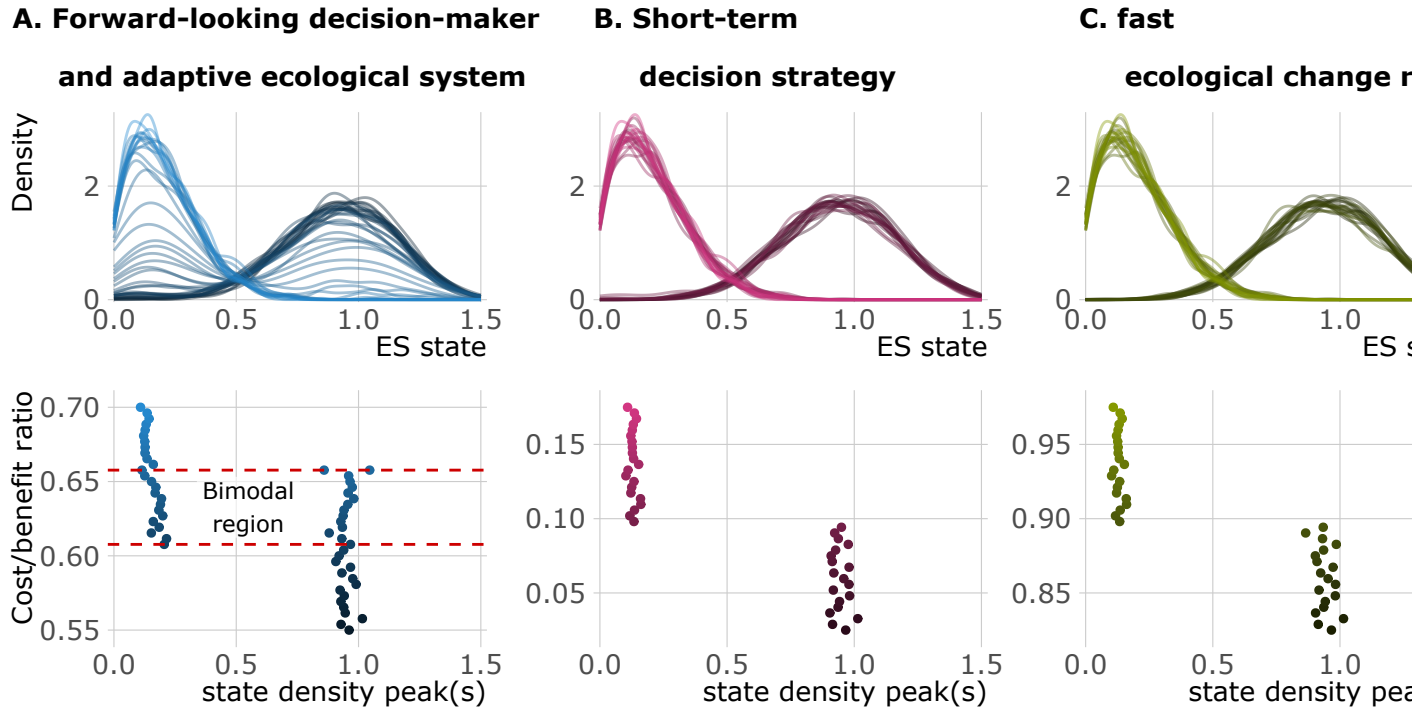 A. Forward-looking decision-maker
and adaptive ecological system
B. Short-term
decision strategy
C. fast
ecological change r
Density
2
0
0.0 0.5 1.0 1.5
ES state
2
0
0.0 0.5 1.0 1.5
ES state
2
0
0.0 0.5 1.0
ES s
Cost/benefit ratio
0.70
0.65
0.60
0.55
Bimodal
region
0.0 0.5 1.0 1.5
state density peak(s)
0.15
0.10
0.05
0.0 0.5 1.0 1.5
state density peak(s)
0.95
0.90
0.85
0.0 0.5 1.0
state density pea